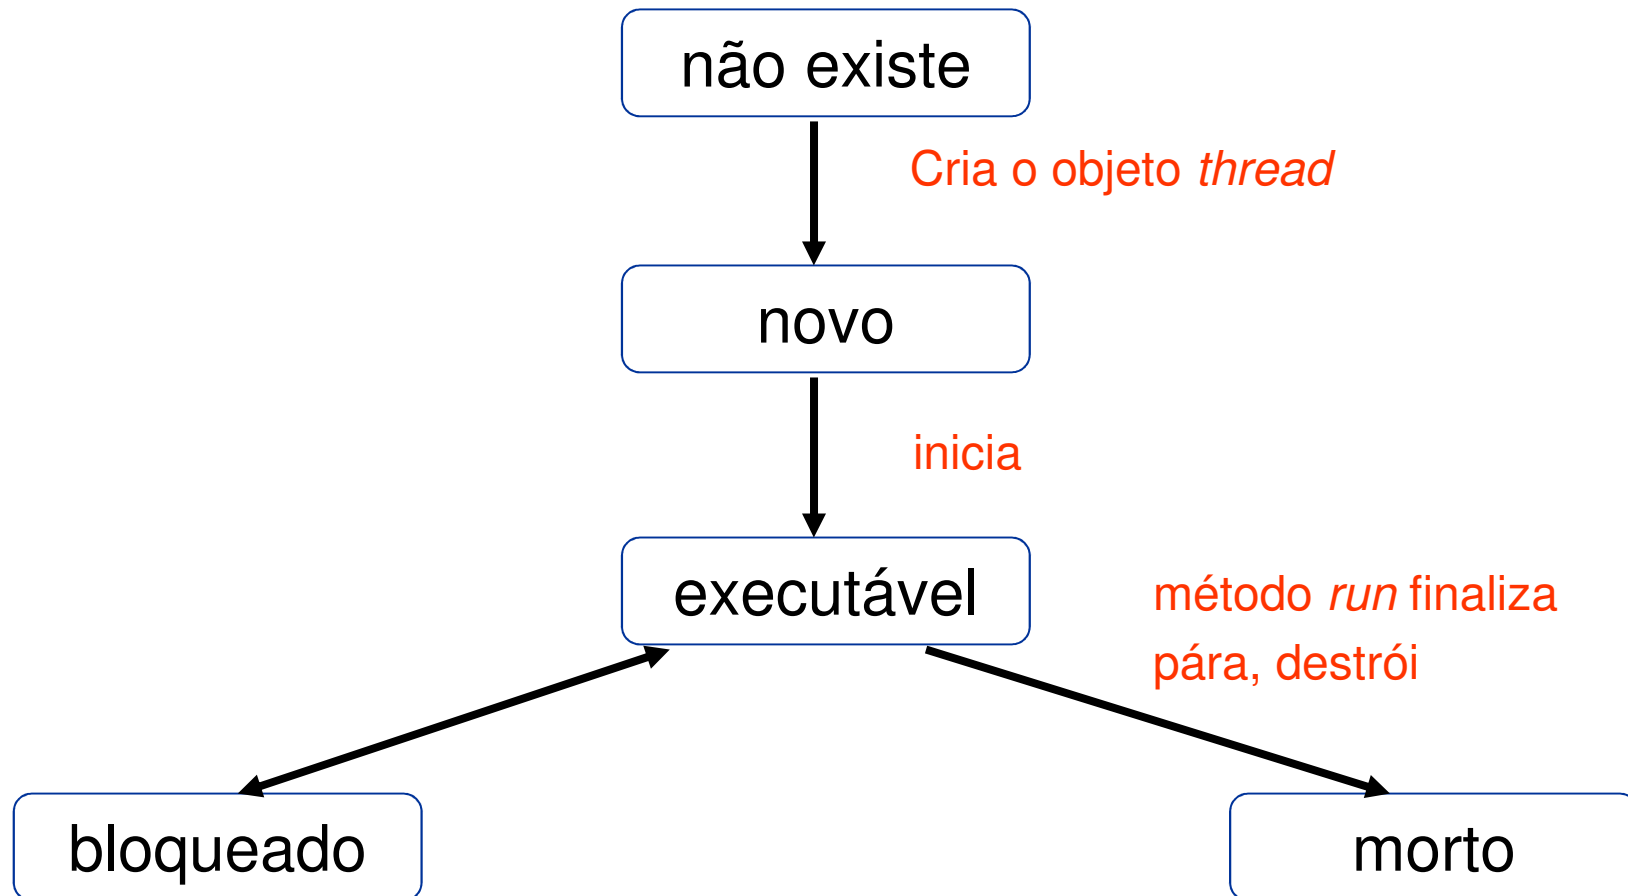 não existe
Cria o objeto thread
novo
inicia
executável
método run finaliza
pára, destrói
bloqueado
morto